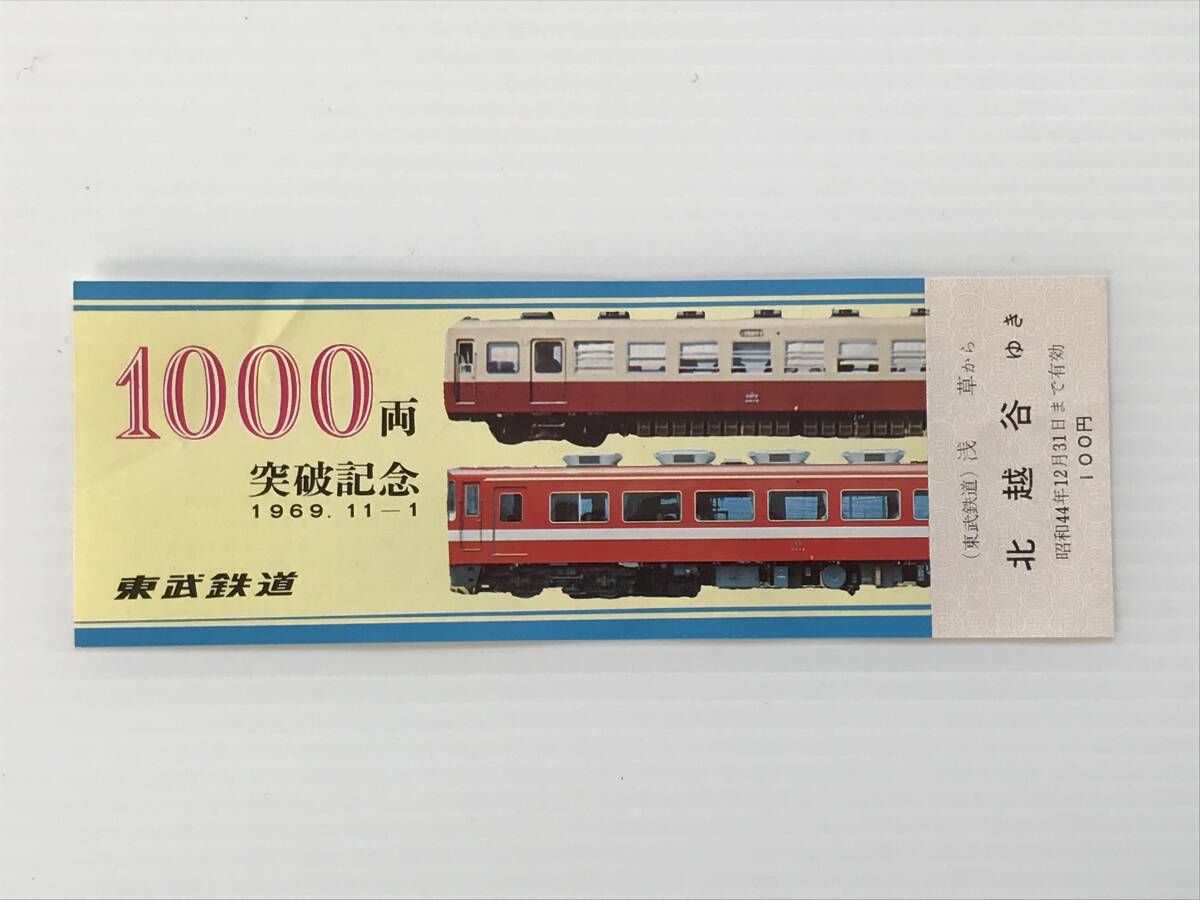 1000両
突破記念
1969. 11－1
東武鉄道
(東武鉄道) 浅 草から
北越谷 ゆき
昭和44年12月31日まで有効
100円